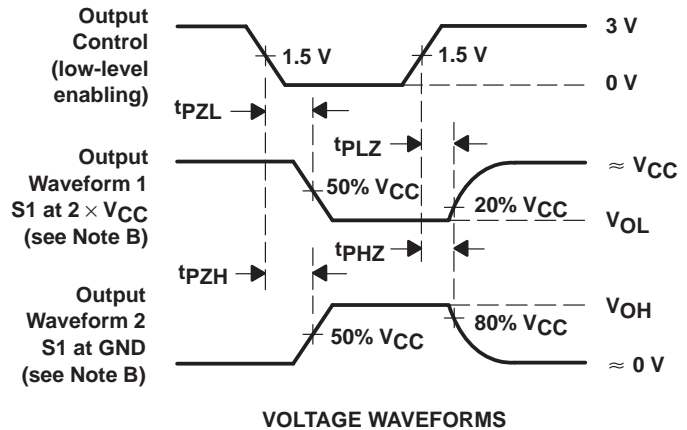 Output
Control
(low-level
enabling)
1.5 V
1.5 V
3 V
0 V
tPZL
tPLZ
Output
Waveform 1
S1 at 2 × VCC
(see Note B)
50% VCC
20% VCC
≈ VCC
VOL
tPZH
tPHZ
Output
Waveform 2
S1 at GND
(see Note B)
50% VCC
80% VCC
VOH
≈ 0 V
VOLTAGE WAVEFORMS